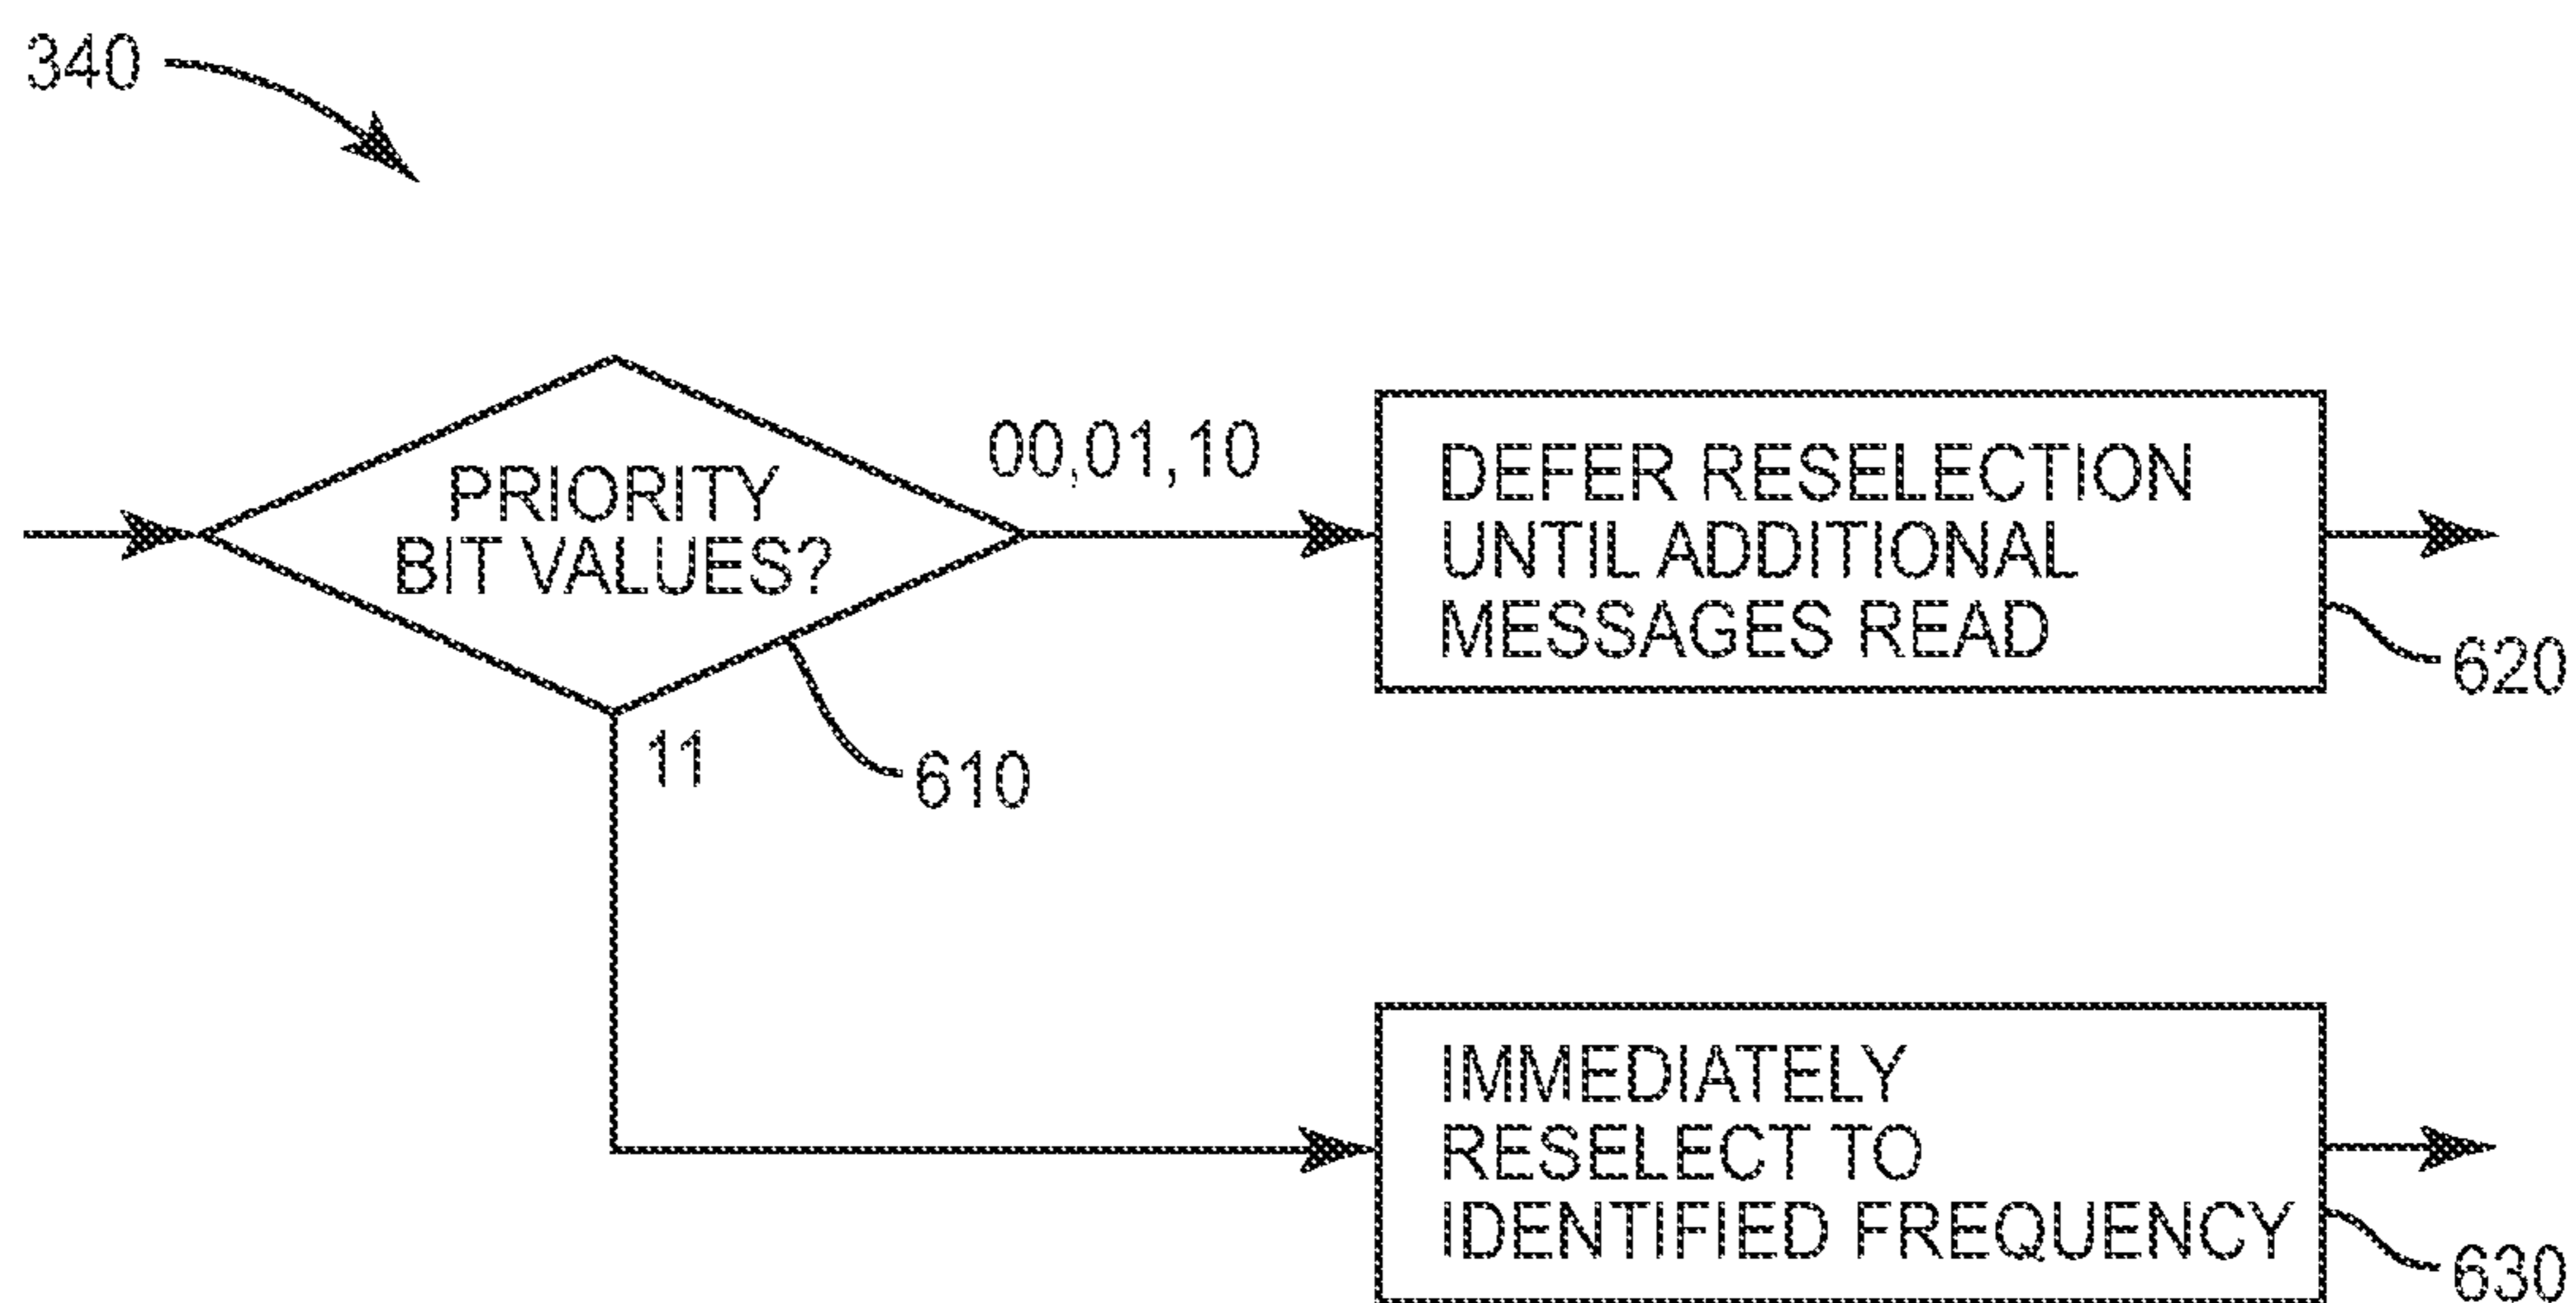 340
PRIORITY
BIT VALUES?
00,01,10
DEFER RESELECTION
UNTIL ADDITIONAL
MESSAGES READ
620
11
610
IMMEDIATELY
RESELECT TO
IDENTIFIED FREQUENCY
630